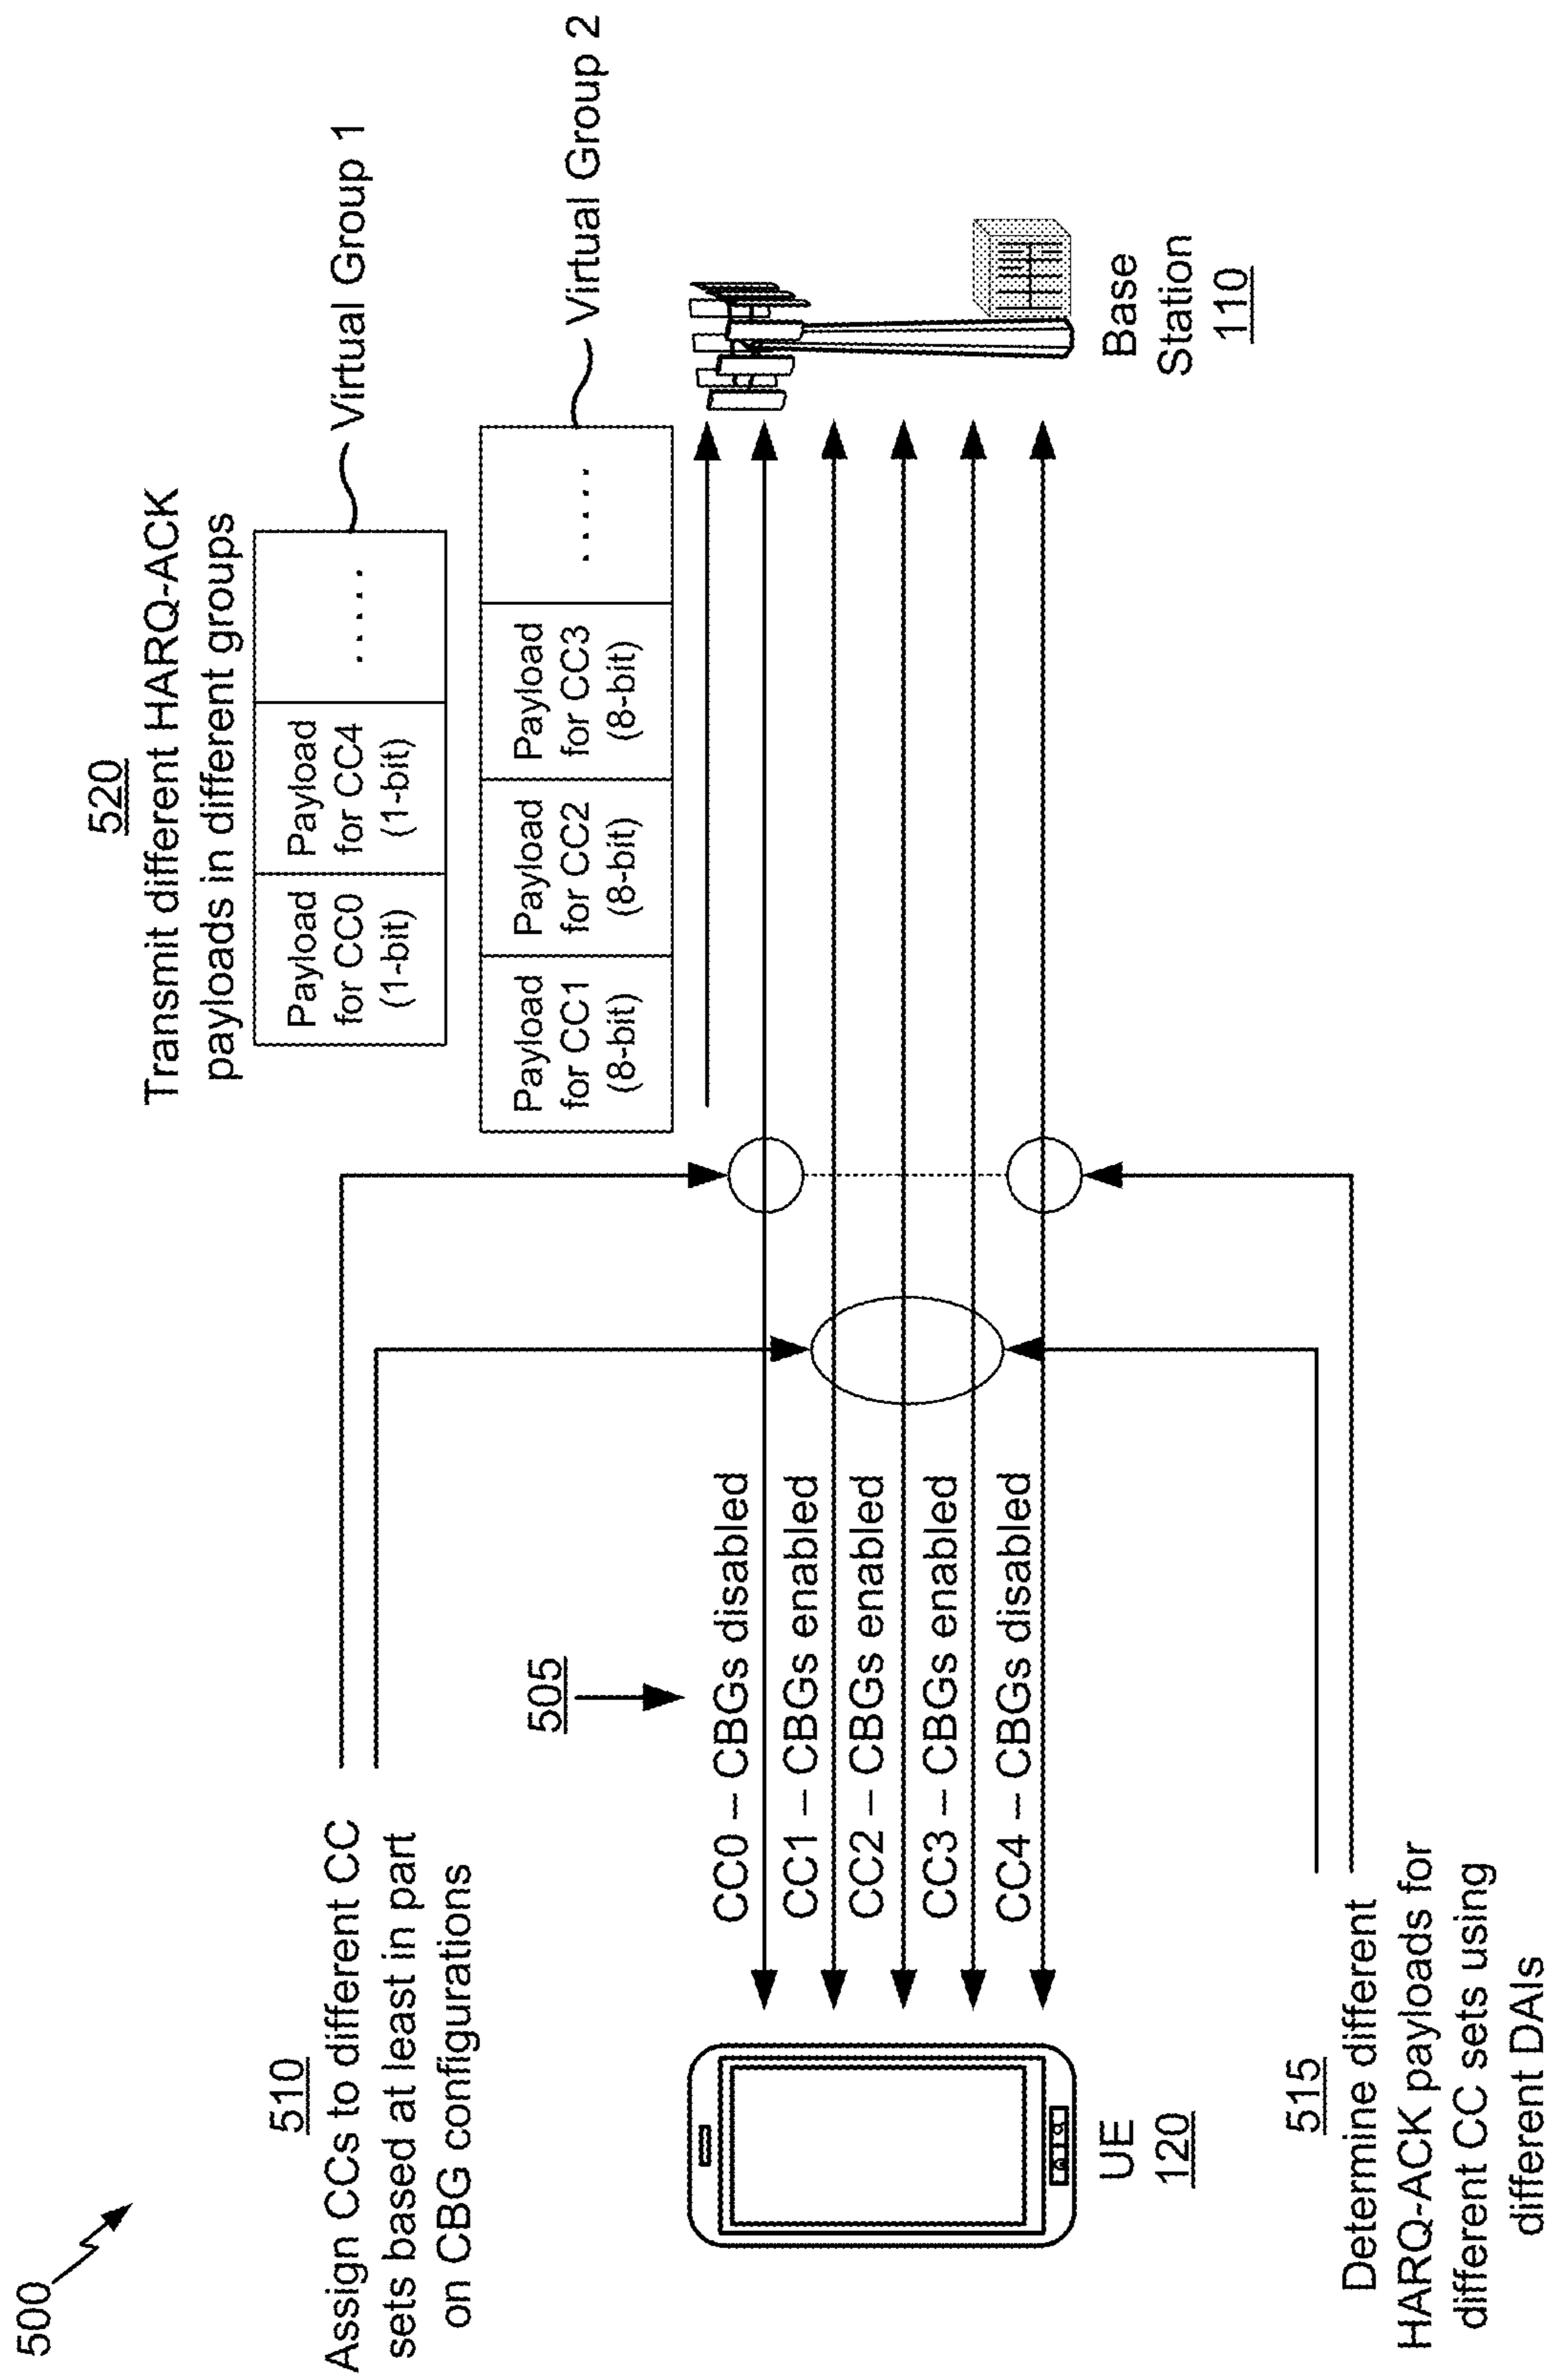 500
510
Assign CCs to different CC
sets based at least in part
on CBG configurations
520
Transmit different HARQ-ACK
payloads in different groups
Payload
for CC0
(1-bit)
Payload
for CC4
(1-bit)
.....
Virtual Group 1
Payload
for CC1
(8-bit)
Payload
for CC2
(8-bit)
Payload
for CC3
(8-bit)
.....
Virtual Group 2
505
CC0 – CBGs disabled
CC1 – CBGs enabled
CC2 – CBGs enabled
CC3 – CBGs enabled
CC4 – CBGs disabled
UE
120
Base
Station
110
515
Determine different
HARQ-ACK payloads for
different CC sets using
different DAIs